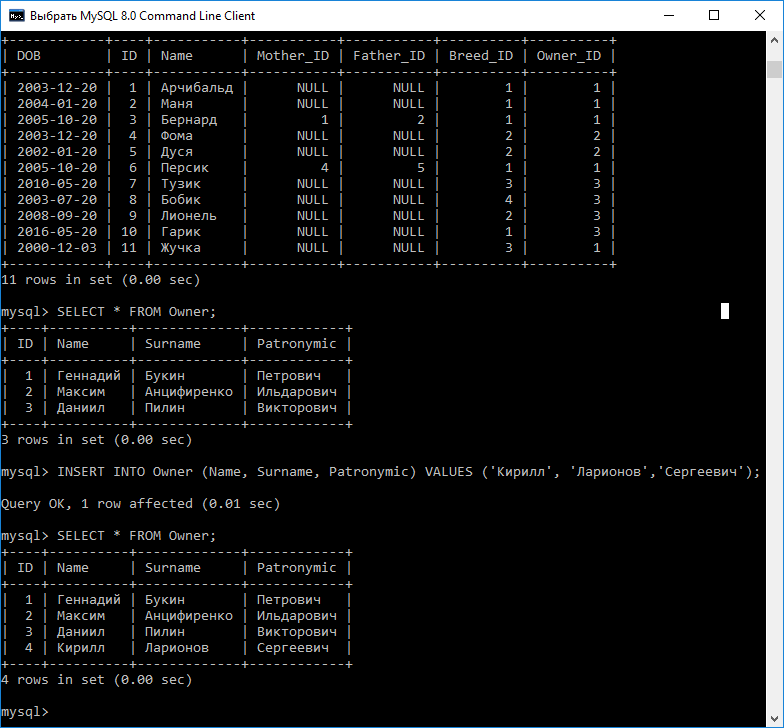 Выбрать MySQL 8.0 Command Line Client
+------------+----+-----------+-----------+-----------+----------+----------+
| DOB        | ID | Name      | Mother_ID | Father_ID | Breed_ID | Owner_ID |
+------------+----+-----------+-----------+-----------+----------+----------+
| 2003-12-20 |  1 | Арчибальд |      NULL |      NULL |        1 |        1 |
| 2004-01-20 |  2 | Маня      |      NULL |      NULL |        1 |        1 |
| 2005-10-20 |  3 | Бернард   |         1 |         2 |        1 |        1 |
| 2003-12-20 |  4 | Фома      |      NULL |      NULL |        2 |        2 |
| 2002-01-20 |  5 | Дуся      |      NULL |      NULL |        2 |        2 |
| 2005-10-20 |  6 | Персик    |         4 |         5 |        1 |        1 |
| 2010-05-20 |  7 | Тузик     |      NULL |      NULL |        3 |        3 |
| 2003-07-20 |  8 | Бобик     |      NULL |      NULL |        4 |        3 |
| 2008-09-20 |  9 | Лионель   |      NULL |      NULL |        2 |        3 |
| 2016-05-20 | 10 | Гарик     |      NULL |      NULL |        1 |        3 |
| 2000-12-03 | 11 | Жучка     |      NULL |      NULL |        3 |        1 |
+------------+----+-----------+-----------+-----------+----------+----------+
11 rows in set (0.00 sec)
mysql> SELECT * FROM Owner;
+----+----------+------------+------------+
| ID | Name     | Surname    | Patronymic |
+----+----------+------------+------------+
|  1 | Геннадий | Букин      | Петрович   |
|  2 | Максим   | Анцифиренко | Ильдарович |
|  3 | Даниил   | Пилин      | Викторович |
+----+----------+------------+------------+
3 rows in set (0.00 sec)
mysql> INSERT INTO Owner (Name, Surname, Patronymic) VALUES ('Кирилл', 'Ларионов','Сергеевич');
Query OK, 1 row affected (0.01 sec)
mysql> SELECT * FROM Owner;
+----+----------+------------+------------+
| ID | Name     | Surname    | Patronymic |
+----+----------+------------+------------+
|  1 | Геннадий | Букин      | Петрович   |
|  2 | Максим   | Анцифиренко | Ильдарович |
|  3 | Даниил   | Пилин      | Викторович |
|  4 | Кирилл   | Ларионов   | Сергеевич  |
+----+----------+------------+------------+
4 rows in set (0.00 sec)
mysql>